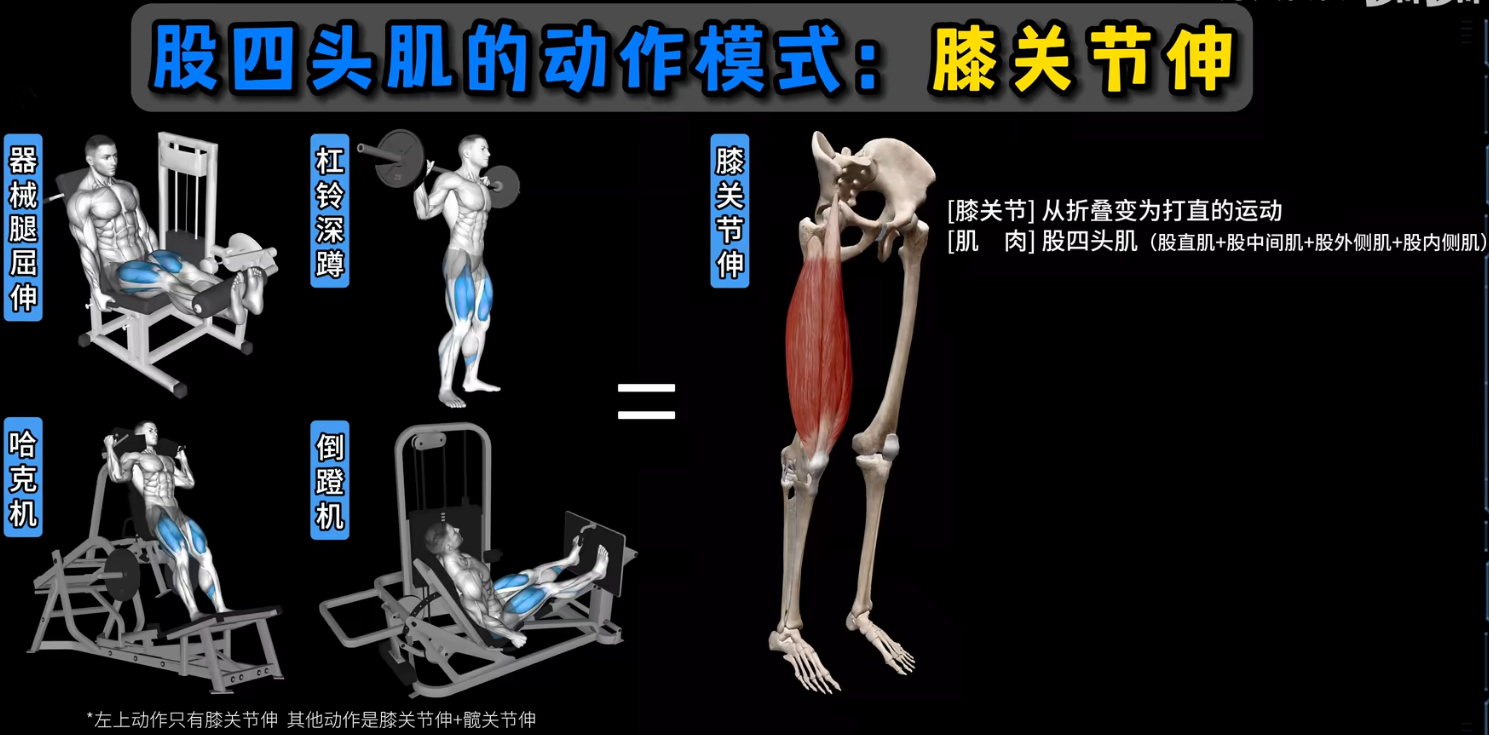 股四头肌的动作模式：膝关节伸
器械腿屈伸
杠铃深蹲
膝关节伸
[膝关节] 从折叠变为打直的运动
[肌　肉] 股四头肌（股直肌+股中间肌+股外侧肌+股内侧肌）
=
哈克机
倒蹬机
*左上动作只有膝关节伸 其他动作是膝关节伸+髋关节伸